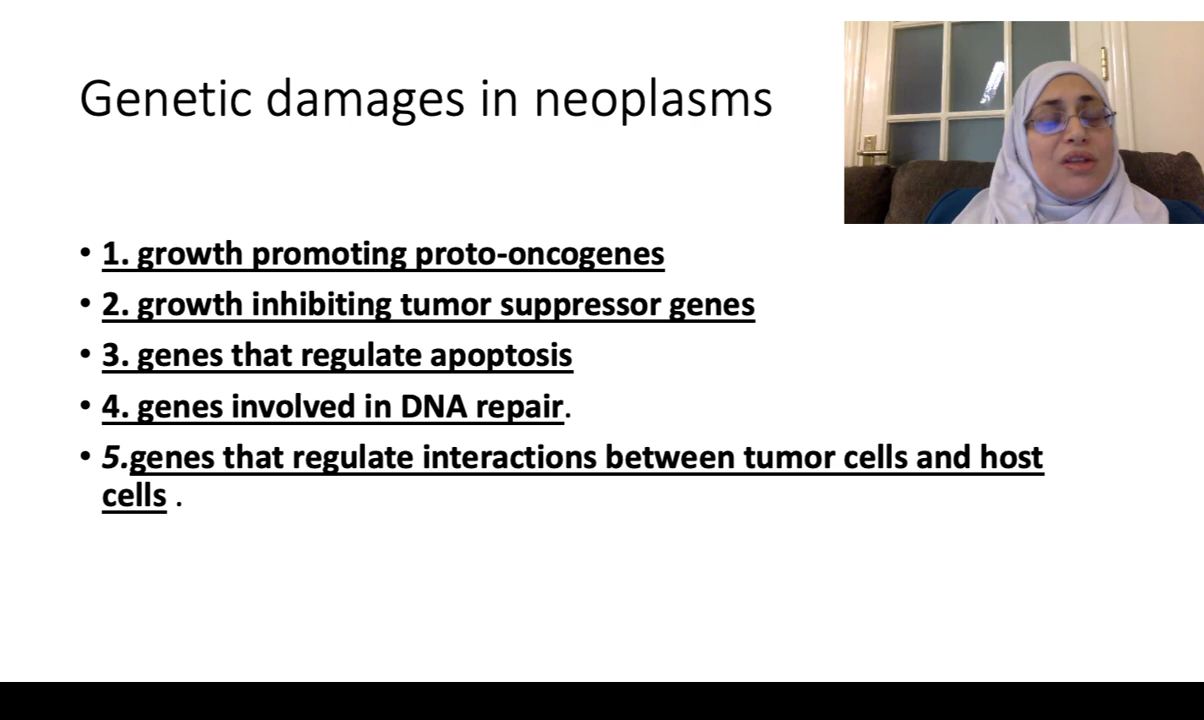 Genetic damages in neoplasms
• 1. growth promoting proto-oncogenes
• 2. growth inhibiting tumor suppressor genes
• 3. genes that regulate apoptosis
• 4. genes involved in DNA repair.
• 5.genes that regulate interactions between tumor cells and host
cells .